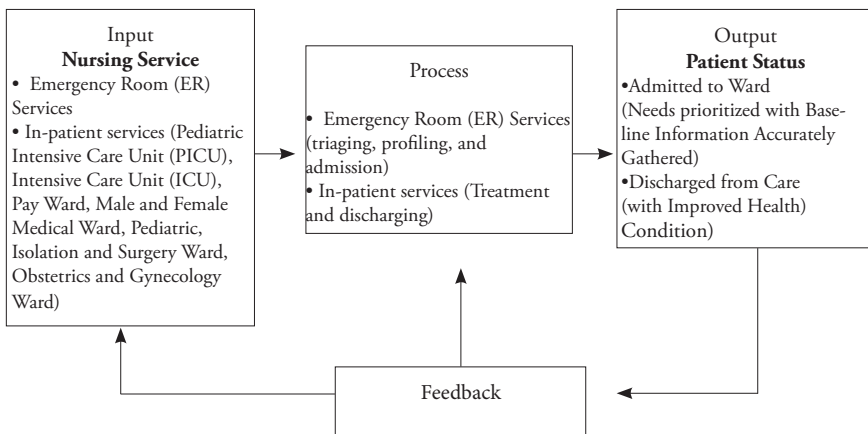 Input
Nursing Service
• Emergency Room (ER)
Services
• In-patient services (Pediatric
Intensive Care Unit (PICU),
Intensive Care Unit (ICU),
Pay Ward, Male and Female
Medical Ward, Pediatric,
Isolation and Surgery Ward,
Obstetrics and Gynecology
Ward)
Process
• Emergency Room (ER) Services
(triaging, profiling, and
admission)
• In-patient services (Treatment
and discharging)
Output
Patient Status
•Admitted to Ward
(Needs prioritized with Base-
line Information Accurately
Gathered)
•Discharged from Care
(with Improved Health)
Condition)
Feedback